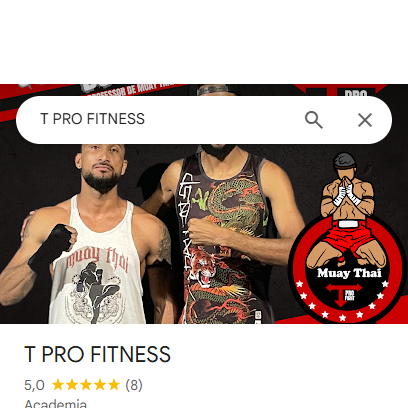 PROFESSOR DE MUAY THAI
PRO
T PRO FITNESS
muay thai
Muay Thai
PRO
FIGHT
T PRO FITNESS
5,0 (8)
Academia